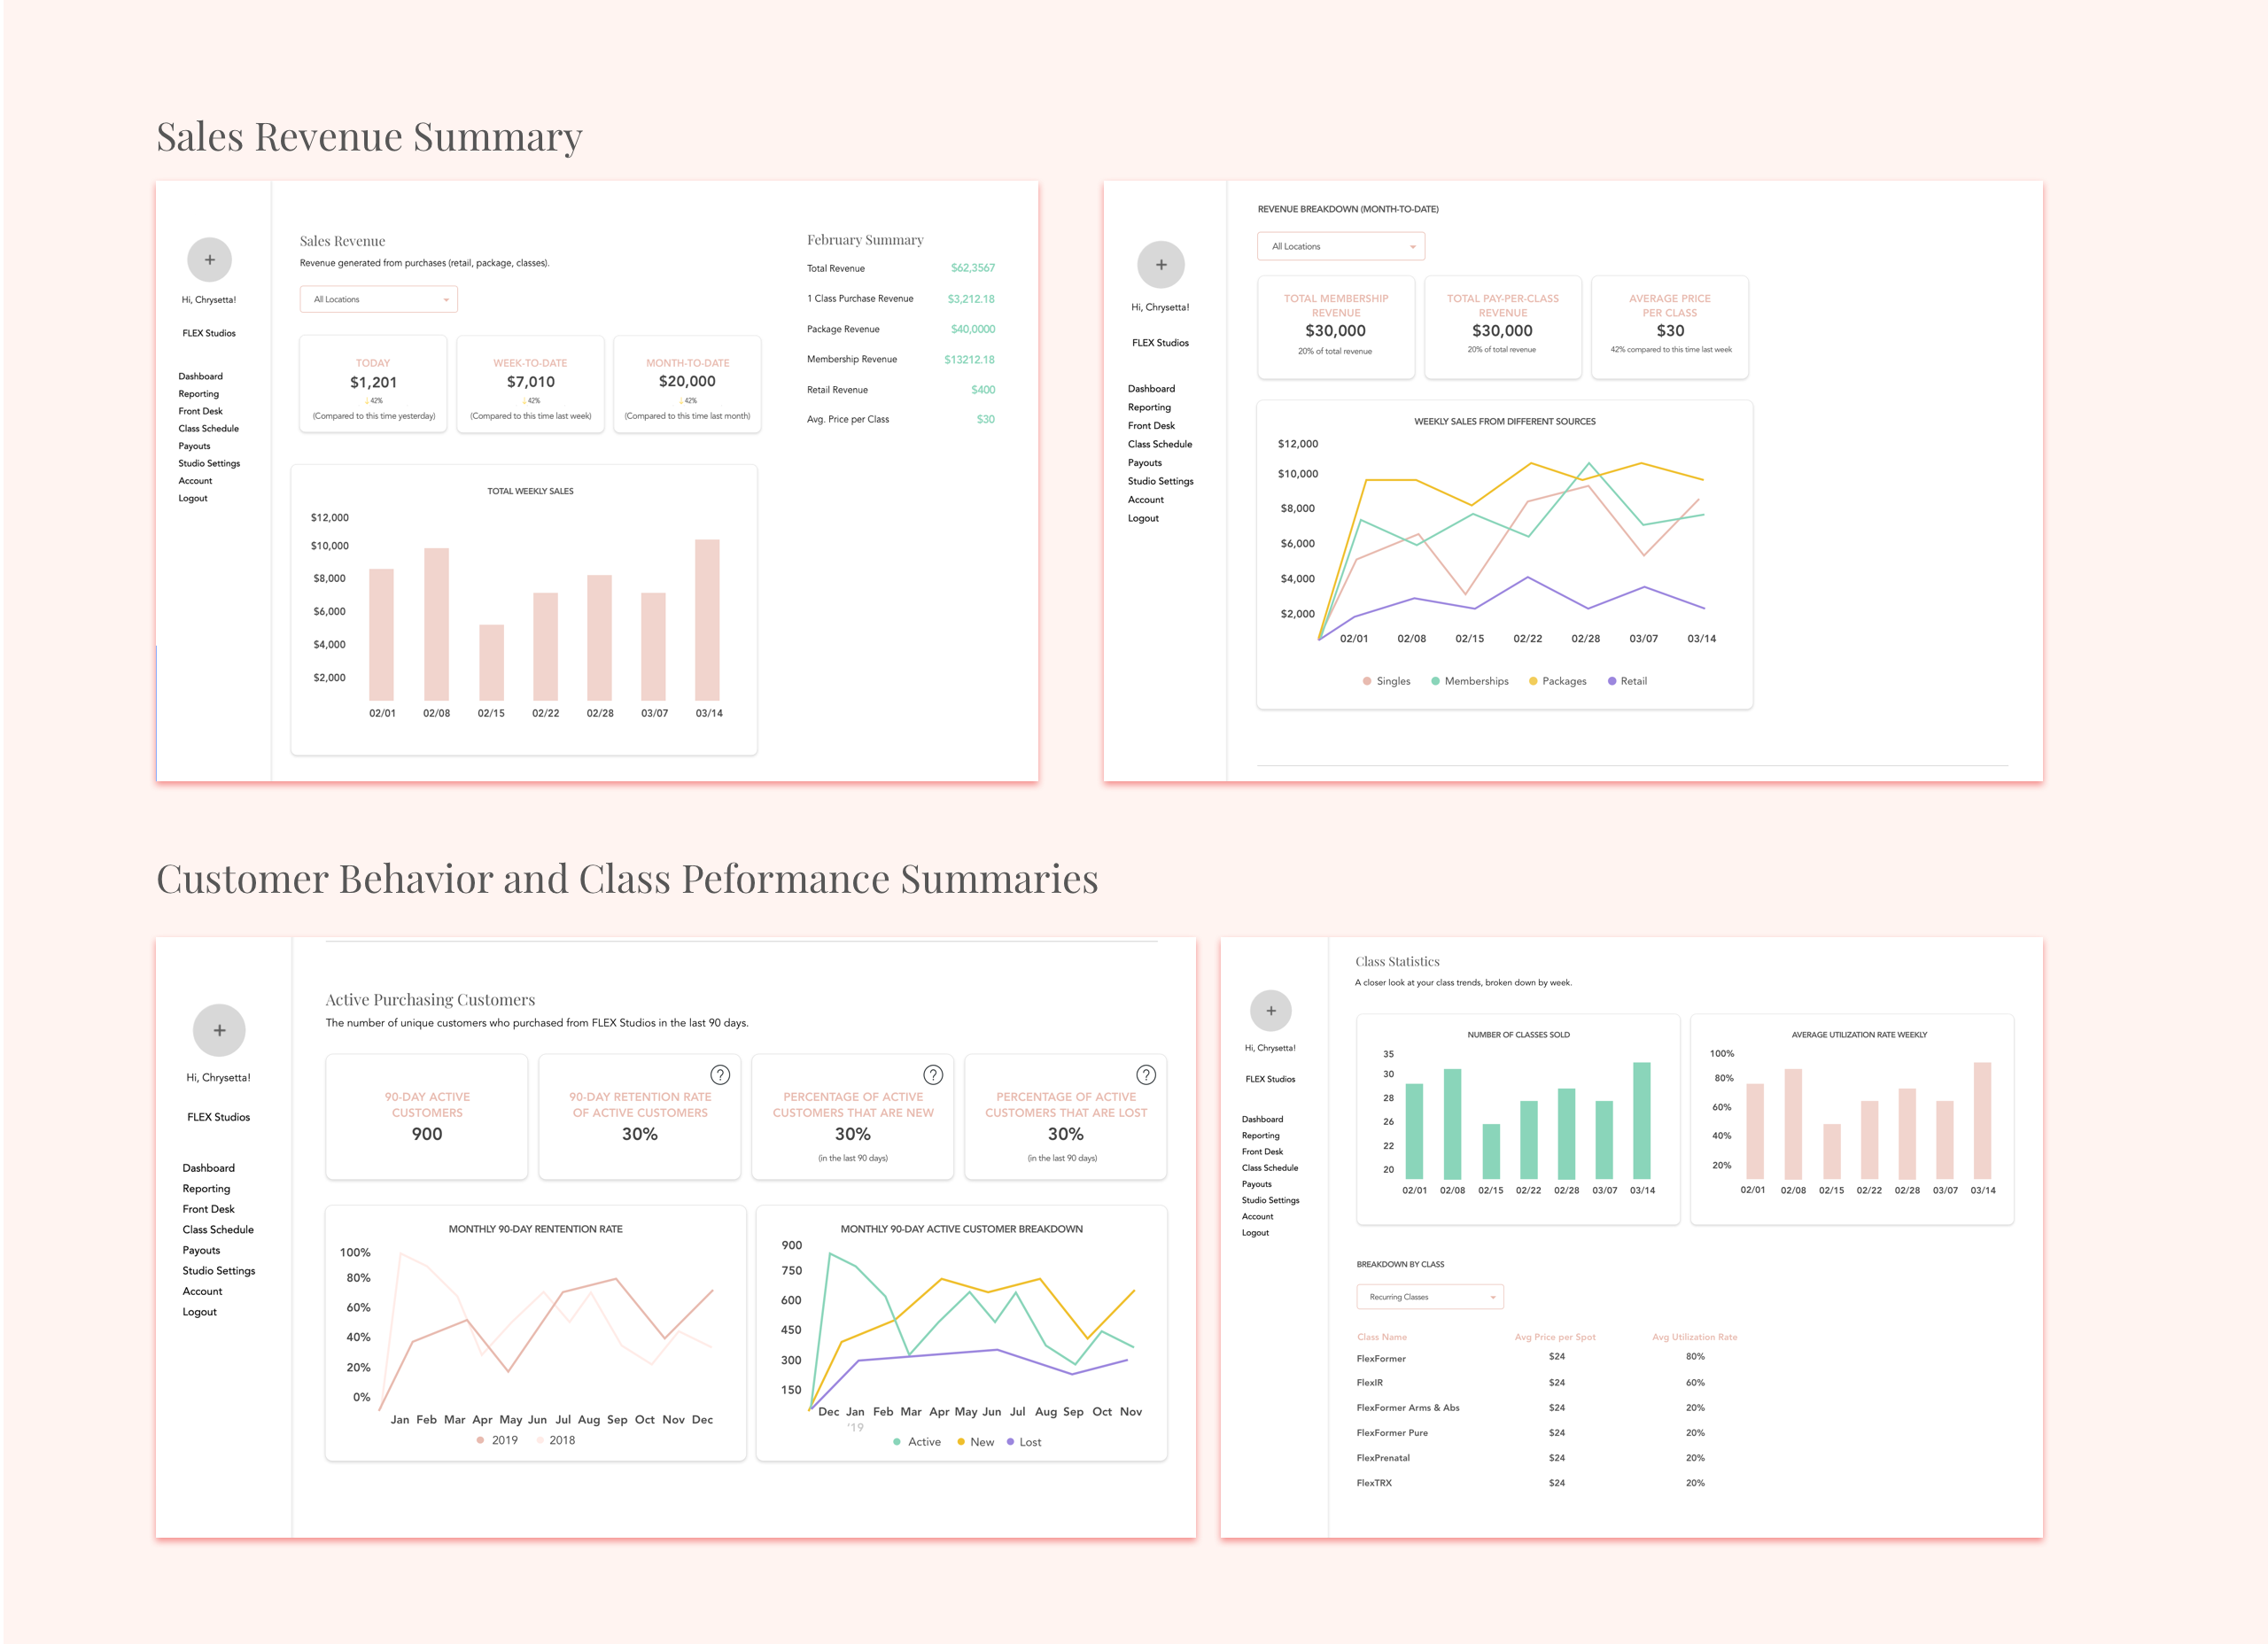 Sales Revenue Summary
+
Hi, Chrysetta!
FLEX Studios
Dashboard
Reporting
Front Desk
Class Schedule
Payouts
Studio Settings
Account
Logout
Sales Revenue
Revenue generated from purchases (retail, package, classes).
All Locations
TODAY
$1,201
↓ 42%
(Compared to this time yesterday)
WEEK-TO-DATE
$7,010
↓ 42%
(Compared to this time last week)
MONTH-TO-DATE
$20,000
↓ 42%
(Compared to this time last month)
TOTAL WEEKLY SALES
$12,000
$10,000
$8,000
$6,000
$4,000
$2,000
02/01 02/08 02/15 02/22 02/28 03/07 03/14
February Summary
Total Revenue $62,3567
1 Class Purchase Revenue $3,212.18
Package Revenue $40,0000
Membership Revenue $13212.18
Retail Revenue $400
Avg. Price per Class $30
+
Hi, Chrysetta!
FLEX Studios
Dashboard
Reporting
Front Desk
Class Schedule
Payouts
Studio Settings
Account
Logout
REVENUE BREAKDOWN (MONTH-TO-DATE)
All Locations
TOTAL MEMBERSHIP
REVENUE
$30,000
20% of total revenue
TOTAL PAY-PER-CLASS
REVENUE
$30,000
20% of total revenue
AVERAGE PRICE
PER CLASS
$30
42% compared to this time last week
WEEKLY SALES FROM DIFFERENT SOURCES
$12,000
$10,000
$8,000
$6,000
$4,000
$2,000
02/01 02/08 02/15 02/22 02/28 03/07 03/14
Singles Memberships Packages Retail
Customer Behavior and Class Peformance Summaries
+
Hi, Chrysetta!
FLEX Studios
Dashboard
Reporting
Front Desk
Class Schedule
Payouts
Studio Settings
Account
Logout
Active Purchasing Customers
The number of unique customers who purchased from FLEX Studios in the last 90 days.
90-DAY ACTIVE
CUSTOMERS
900
?
90-DAY RETENTION RATE
OF ACTIVE CUSTOMERS
30%
?
PERCENTAGE OF ACTIVE
CUSTOMERS THAT ARE NEW
30%
(in the last 90 days)
?
PERCENTAGE OF ACTIVE
CUSTOMERS THAT ARE LOST
30%
(in the last 90 days)
MONTHLY 90-DAY RENTENTION RATE
100%
80%
60%
40%
20%
0%
Jan Feb Mar Apr May Jun Jul Aug Sep Oct Nov Dec
2019 2018
MONTHLY 90-DAY ACTIVE CUSTOMER BREAKDOWN
900
750
600
450
300
150
Dec Jan Feb Mar Apr May Jun Jul Aug Sep Oct Nov
'19
Active New Lost
+
Hi, Chrysetta!
FLEX Studios
Dashboard
Reporting
Front Desk
Class Schedule
Payouts
Studio Settings
Account
Logout
Class Statistics
A closer look at your class trends, broken down by week.
NUMBER OF CLASSES SOLD
35
30
28
26
22
20
02/01 02/08 02/15 02/22 02/28 03/07 03/14
AVERAGE UTILIZATION RATE WEEKLY
100%
80%
60%
40%
20%
02/01 02/08 02/15 02/22 02/28 03/07 03/14
BREAKDOWN BY CLASS
Recurring Classes
Class Name Avg Price per Spot Avg Utilization Rate
FlexFormer $24 80%
FlexIR $24 60%
FlexFormer Arms & Abs $24 20%
FlexFormer Pure $24 20%
FlexPrenatal $24 20%
FlexTRX $24 20%